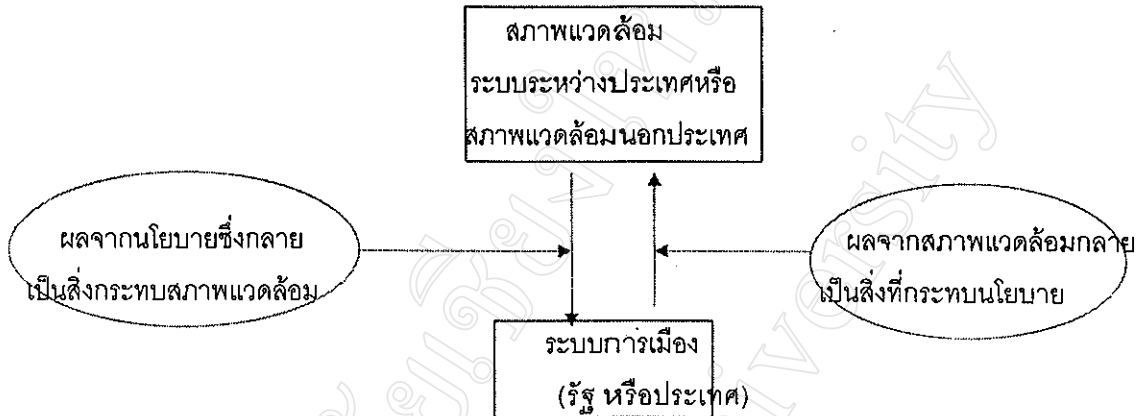 สภาพแวดล้อม
ระบบระหว่างประเทศหรือ
สภาพแวดล้อมนอกประเทศ
ผลจากนโยบายซึ่งกลาย
เป็นสิ่งกระทบสภาพแวดล้อม
ผลจากสภาพแวดล้อมกลาย
เป็นสิ่งที่กระทบนโยบาย
ระบบการเมือง
(รัฐ หรือประเทศ)